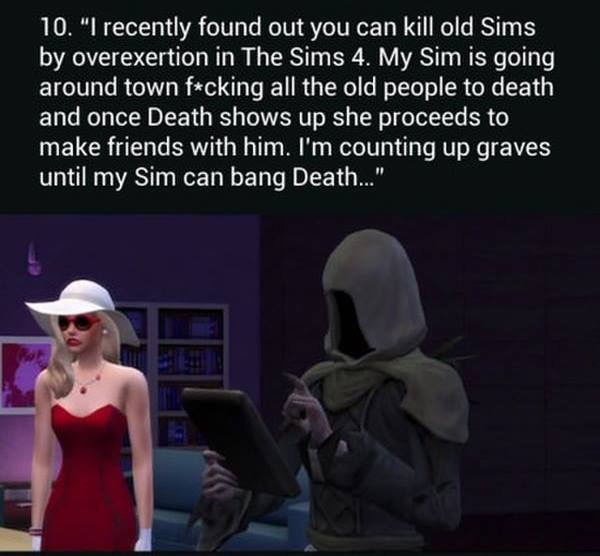 10. “I recently found out you can kill old Sims
by overexertion in The Sims 4. My Sim is going
around town f*cking all the old people to death
and once Death shows up she proceeds to
make friends with him. I'm counting up graves
until my Sim can bang Death...”